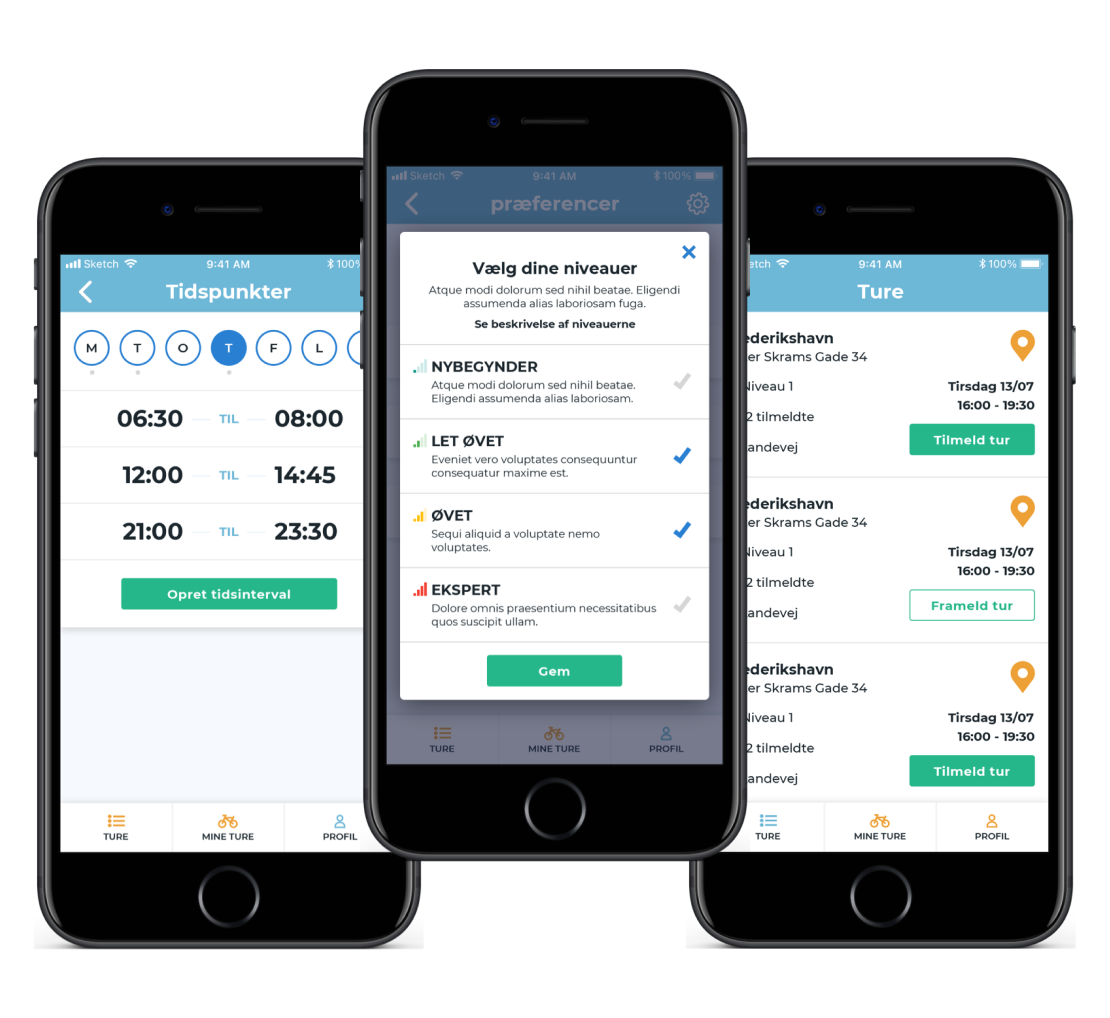 Sketch 9:41 AM 100%
Tidspunkter
M T O T F L
06:30 TIL 08:00
12:00 TIL 14:45
21:00 TIL 23:30
Opret tidsinterval
TURE MINE TURE PROFIL
Sketch 9:41 AM 100%
præferencer
Vælg dine niveauer
Atque modi dolorum sed nihil beatae. Eligendi
assumenda alias laboriosam fuga.
Se beskrivelse af niveauerne
NYBEGYNDER
Atque modi dolorum sed nihil beatae.
Eligendi assumenda alias laboriosam.
LET ØVET
Eveniet vero voluptates consequuntur
consequatur maxime est.
ØVET
Sequi aliquid a voluptate nemo
voluptates.
EKSPERT
Dolore omnis praesentium necessitatibus
quos suscipit ullam.
Gem
TURE MINE TURE PROFIL
etch 9:41 AM 100%
Ture
ederikshavn
er Skrams Gade 34
Niveau 1 Tirsdag 13/07
16:00 - 19:30
2 tilmeldte
Tilmeld tur
andevej
ederikshavn
er Skrams Gade 34
Niveau 1 Tirsdag 13/07
16:00 - 19:30
2 tilmeldte
Frameld tur
andevej
ederikshavn
er Skrams Gade 34
Niveau 1 Tirsdag 13/07
16:00 - 19:30
2 tilmeldte
Tilmeld tur
andevej
TURE MINE TURE PROFIL